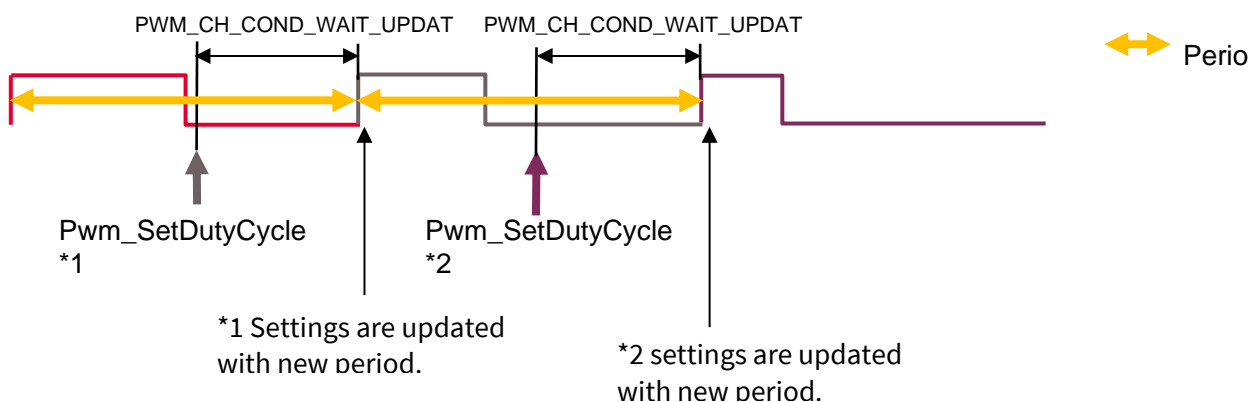 PWM_CH_COND_WAIT_UPDAT
PWM_CH_COND_WAIT_UPDAT
Perio
Pwm_SetDutyCycle
*1
Pwm_SetDutyCycle
*2
*1 Settings are updated
with new period.
*2 settings are updated
with new period.